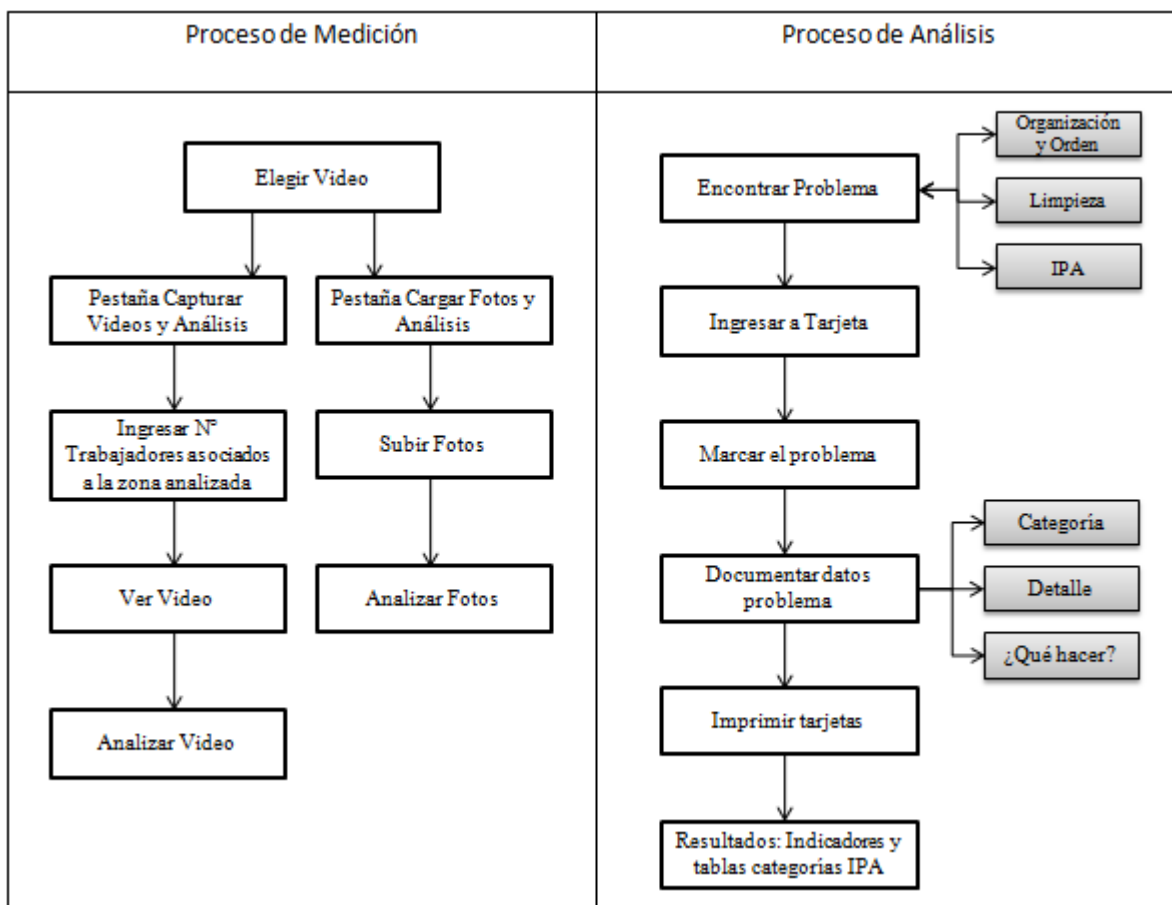 Proceso de Medición
Elegir Video
Pestaña Capturar
Videos y Análisis
Pestaña Cargar Fotos y
Análisis
Ingresar Nº
Trabajadores asociados
a la zona analizada
Subir Fotos
Ver Video
Analizar Fotos
Analizar Video
Proceso de Análisis
Encontrar Problema
Organización
y Orden
Limpieza
IPA
Ingresar a Tarjeta
Marcar el problema
Documentar datos
problema
Categoría
Detalle
¿Qué hacer?
Imprimir tarjetas
Resultados: Indicadores y
tablas categorías IPA